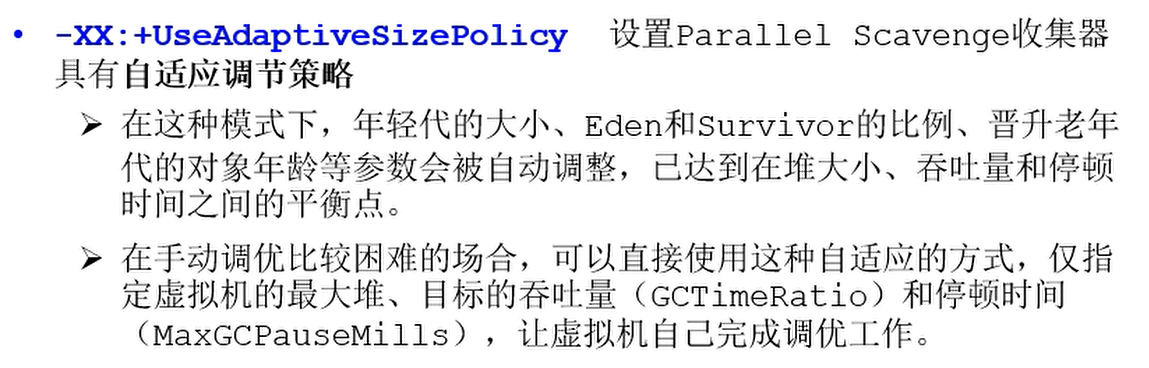 • -XX:+UseAdaptiveSizePolicy 设置Parallel Scavenge收集器
具有自适应调节策略
➢ 在这种模式下，年轻代的大小、Eden和Survivor的比例、晋升老年
代的对象年龄等参数会被自动调整，已达到在堆大小、吞吐量和停顿
时间之间的平衡点。
➢ 在手动调优比较困难的场合，可以直接使用这种自适应的方式，仅指
定虚拟机的最大堆、目标的吞吐量（GCTimeRatio）和停顿时间
（MaxGCPauseMills），让虚拟机自己完成调优工作。